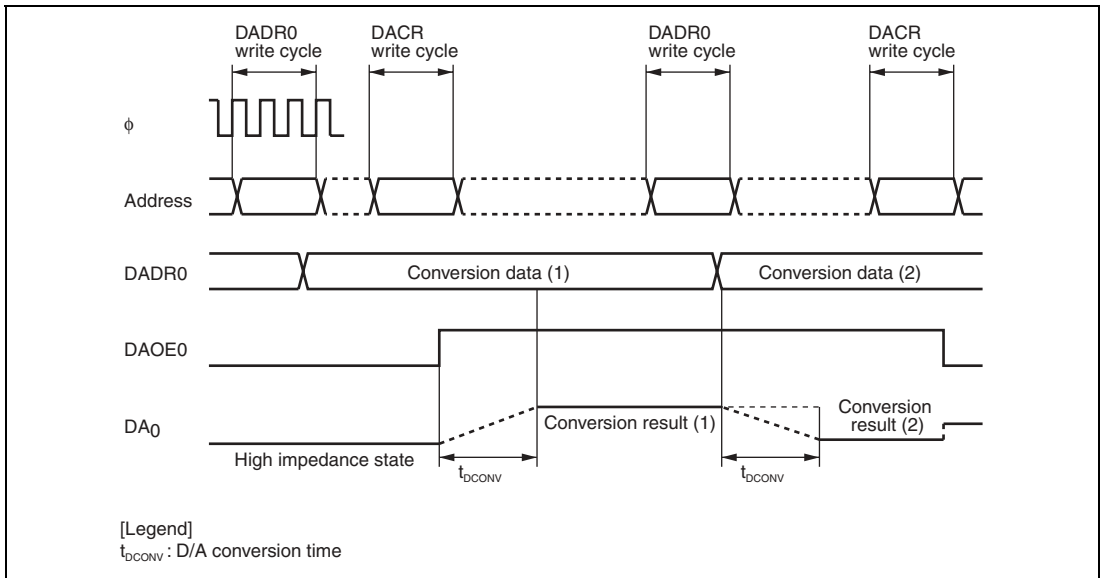 DADR0
write cycle
DACR
write cycle
DADR0
write cycle
DACR
write cycle
ϕ
Address
DADR0
Conversion data (1)
Conversion data (2)
DAOE0
DA0
Conversion result (1)
Conversion
result (2)
High impedance state
tDCONV
tDCONV
[Legend]
tDCONV : D/A conversion time